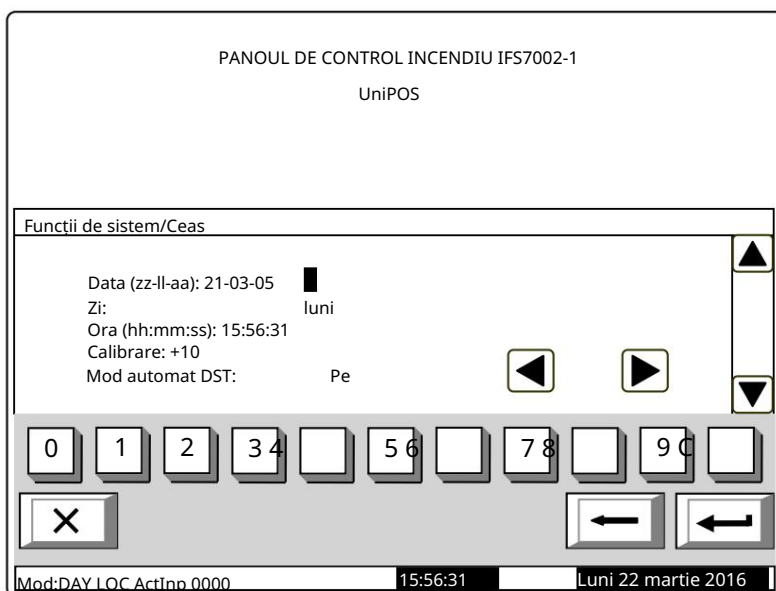 PANOUL DE CONTROL INCENDIU IFS7002-1
UniPOS
Funcții de sistem/Ceas
Data (zz-ll-aa): 21-03-05
Zi: luni
Ora (hh:mm:ss): 15:56:31
Calibrare: +10
Mod automat DST: Pe
0 1 2 3 4 5 6 7 8 9 C
Mod:DAY LOC ActInp 0000 15:56:31 Luni 22 martie 2016